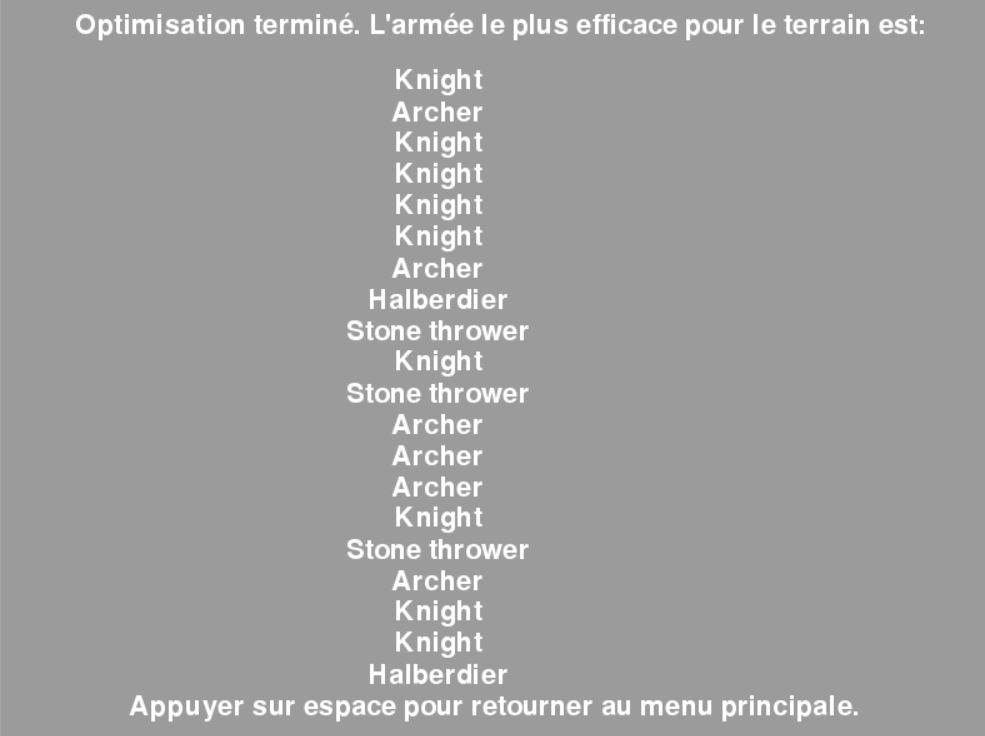 Optimisation terminé. L'armée le plus efficace pour le terrain est:
Knight
Archer
Knight
Knight
Knight
Knight
Archer
Halberdier
Stone thrower
Knight
Stone thrower
Archer
Archer
Archer
Knight
Stone thrower
Archer
Knight
Knight
Halberdier
Appuyer sur espace pour retourner au menu principale.